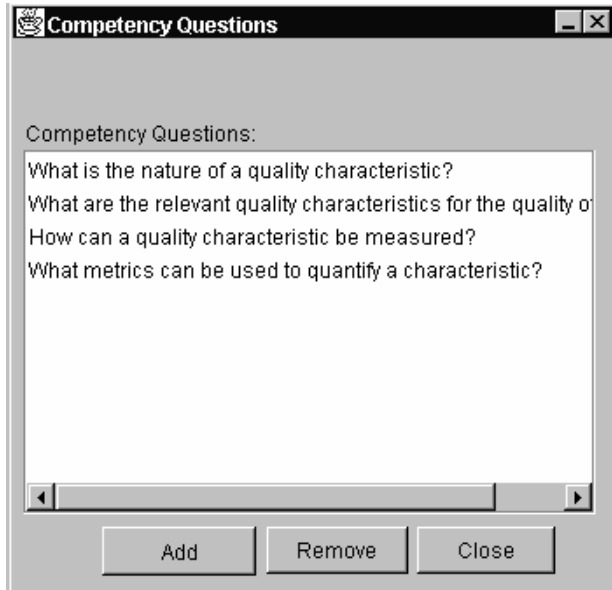 Competency Questions
Competency Questions:
What is the nature of a quality characteristic?
What are the relevant quality characteristics for the quality
How can a quality characteristic be measured?
What metrics can be used to quantify a characteristic?
Add Remove Close